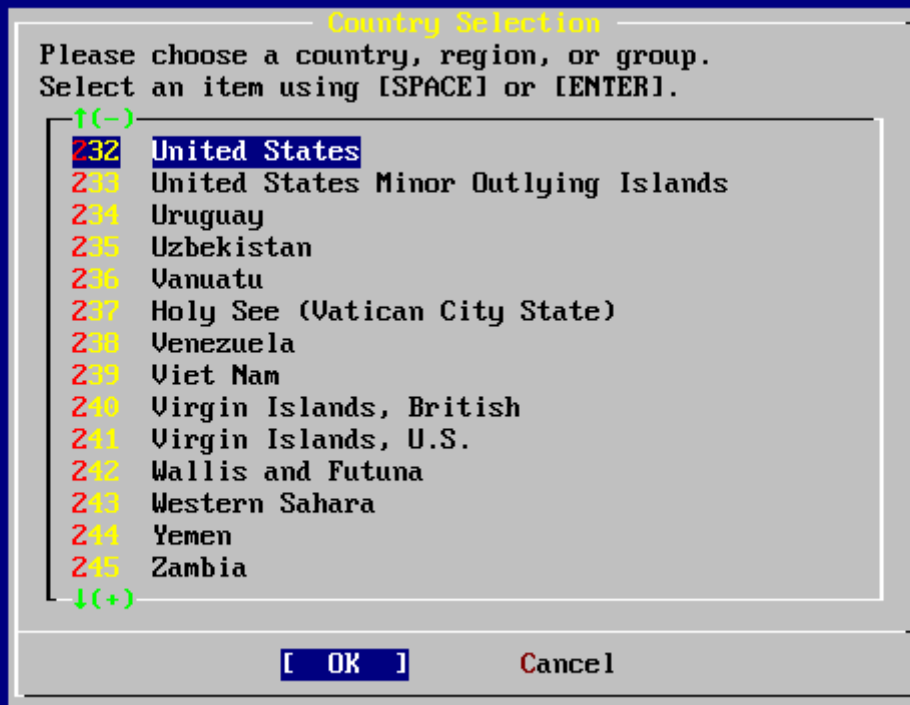 Country Selection
Please choose a country, region, or group.
Select an item using [SPACE] or [ENTER].
↑(-)
232 United States
233 United States Minor Outlying Islands
234 Uruguay
235 Uzbekistan
236 Vanuatu
237 Holy See (Vatican City State)
238 Venezuela
239 Viet Nam
240 Virgin Islands, British
241 Virgin Islands, U.S.
242 Wallis and Futuna
243 Western Sahara
244 Yemen
245 Zambia
↓(+)
[ OK ] Cancel